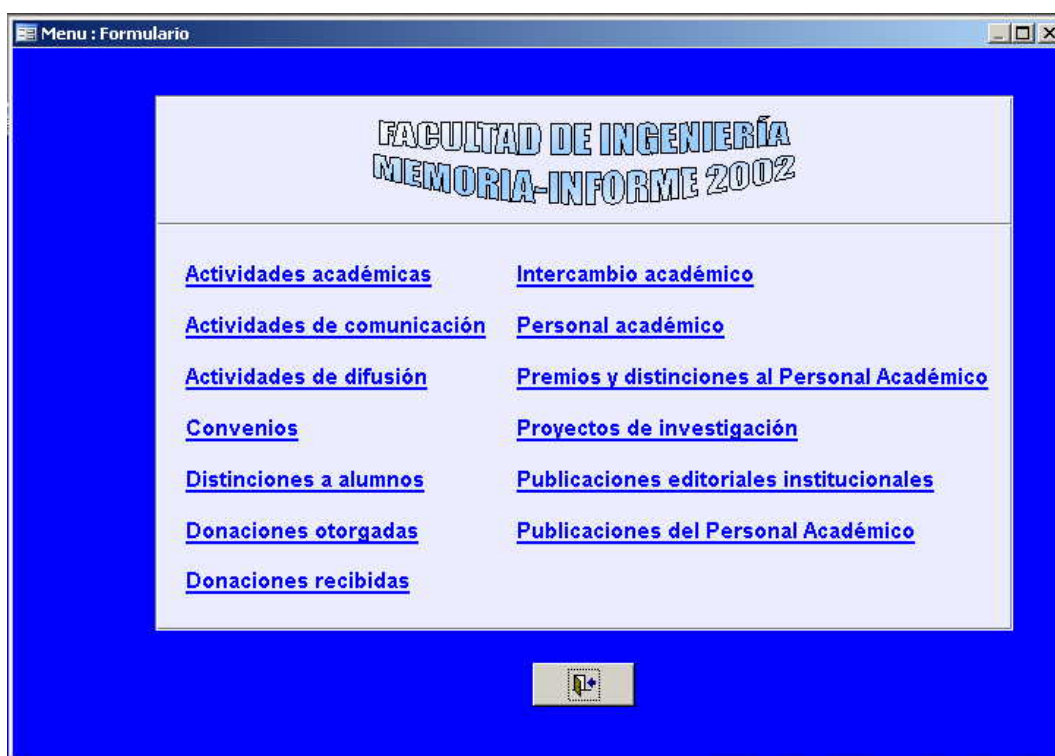 Menu : Formulario
FACULTAD DE INGENIERÍA
MEMORIA-INFORME 2002
Actividades académicas
Actividades de comunicación
Actividades de difusión
Convenios
Distinciones a alumnos
Donaciones otorgadas
Donaciones recibidas
Intercambio académico
Personal académico
Premios y distinciones al Personal Académico
Proyectos de investigación
Publicaciones editoriales institucionales
Publicaciones del Personal Académico